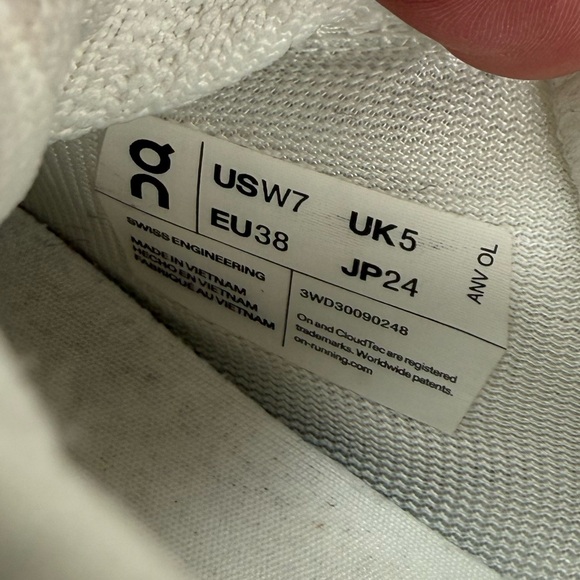 On
USW7 UK5
EU38 JP24
SWISS ENGINEERING
MADE IN VIETNAM
HECHO EN VIETNAM
FABRIQUÉ AU VIETNAM
3WD30090248
On and CloudTec are registered
trademarks. Worldwide patents.
on-running.com
ANV OL